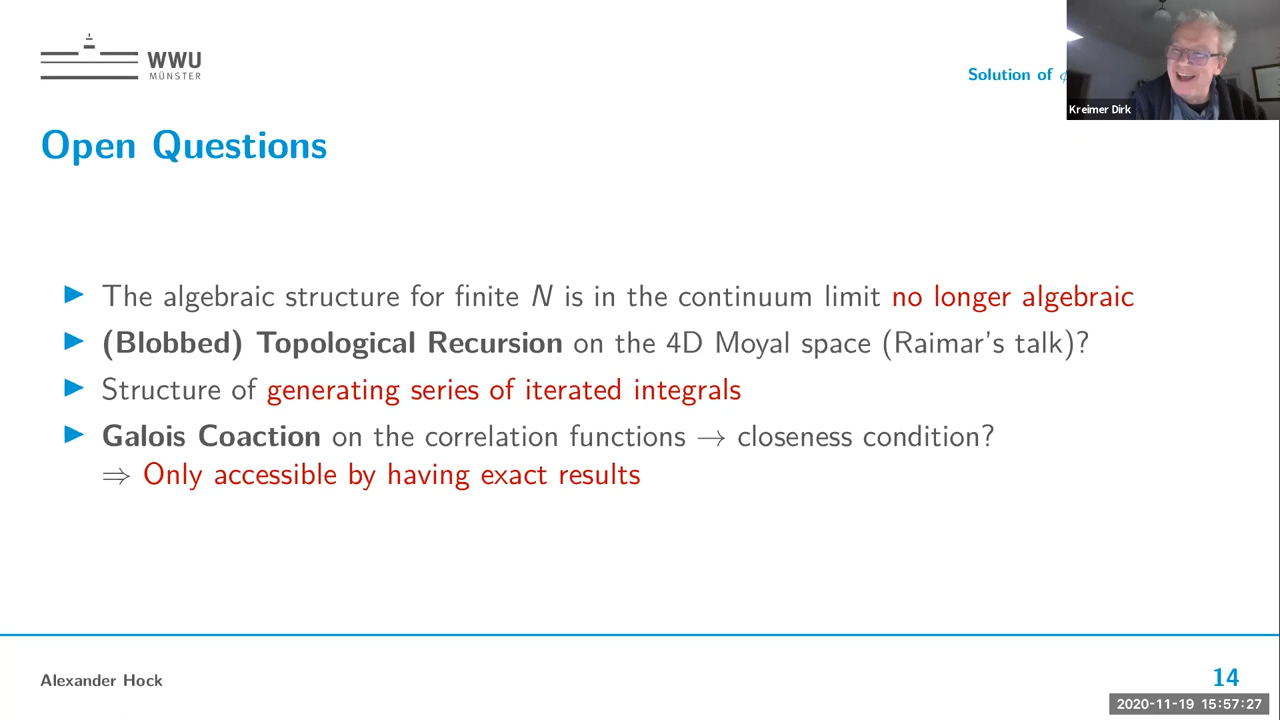 WWU
MÜNSTER
Solution of ϕ
Kreimer Dirk
Open Questions
▶ The algebraic structure for finite N is in the continuum limit no longer algebraic
▶ (Blobbed) Topological Recursion on the 4D Moyal space (Raimar's talk)?
▶ Structure of generating series of iterated integrals
▶ Galois Coaction on the correlation functions → closeness condition?
⇒ Only accessible by having exact results
Alexander Hock
14
2020-11-19 15:57:27